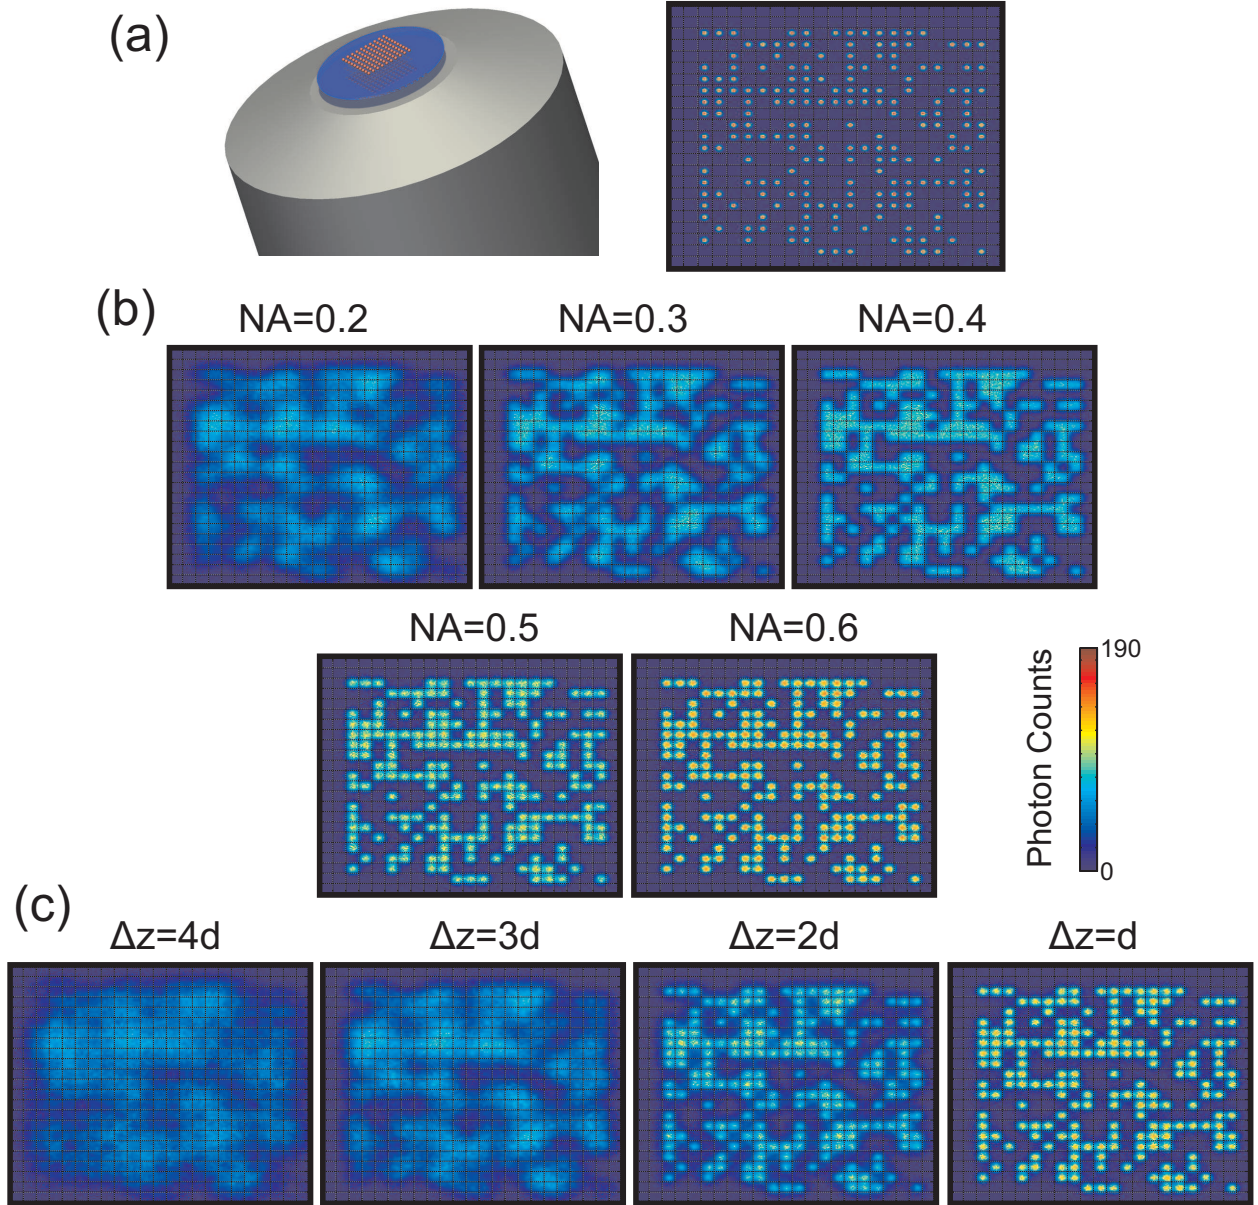 (a)
(b)
NA=0.2 NA=0.3 NA=0.4
NA=0.5 NA=0.6
Photon Counts
190
0
(c)
Δz=4d Δz=3d Δz=2d Δz=d